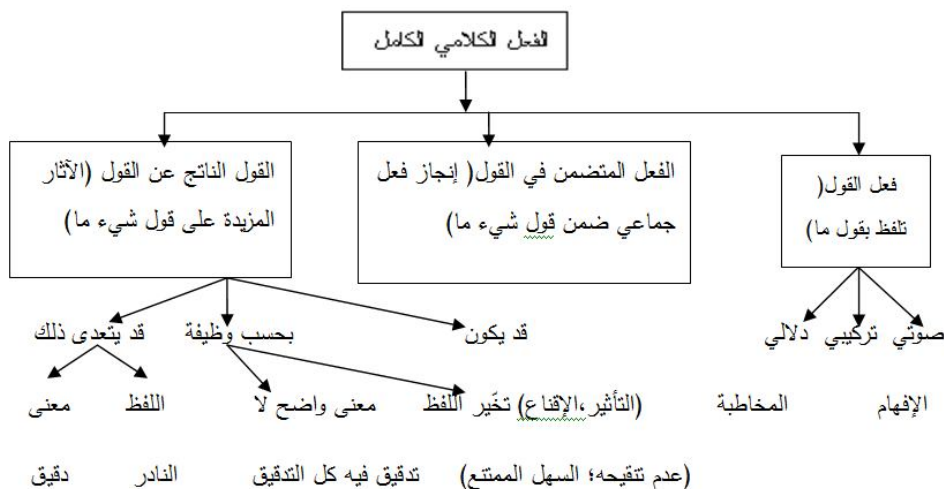 الفعل الكلامي الكامل
فعل القول( تلفظ بقول ما)
الفعل المتضمن في القول( إنجاز فعل
جماعي ضمن قول شيء ما)
القول الناتج عن القول (الآثار
المزيدة على قول شيء ما)
صوتي تركيبي دلالي
قد يكون
بحسب وظيفة
قد يتعدى ذلك
الإفهام
المخاطبة
(التأثير،الإقناع) تخّير اللفظ
معنى واضح لا
اللفظ
معنى
(عدم تنقيحه؛ السهل الممتنع)
تدقيق فيه كل التدقيق
النادر
دقيق